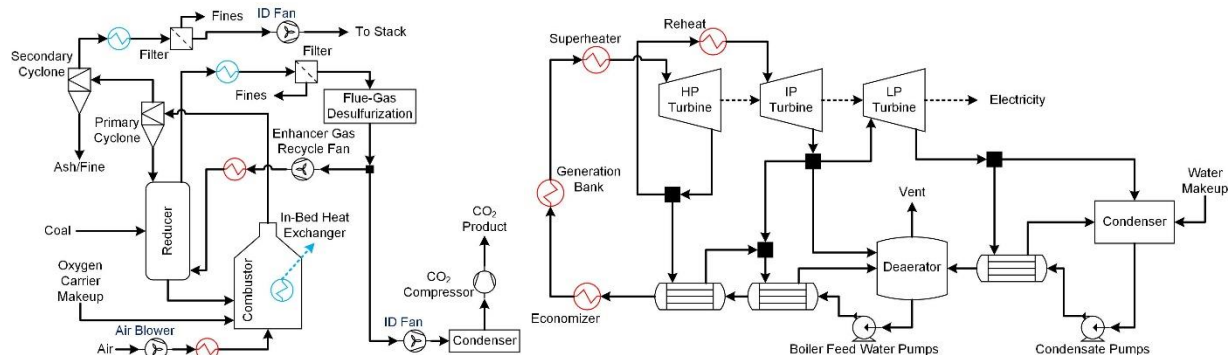 Fines
ID Fan
To Stack
Filter
Secondary
Cyclone
Filter
Fines
Flue-Gas
Desulfurization
Primary
Cyclone
Ash/Fine
Enhancer Gas
Recycle Fan
Coal
Reducer
In-Bed Heat
Exchanger
Combustor
Oxygen
Carrier
Makeup
Air Blower
Air
CO2
Product
CO2
Compressor
ID Fan
Condenser
Superheater
Reheat
HP
Turbine
IP
Turbine
LP
Turbine
Electricity
Generation
Bank
Vent
Water
Makeup
Condenser
Deaerator
Economizer
Boiler Feed Water Pumps
Condensate Pumps